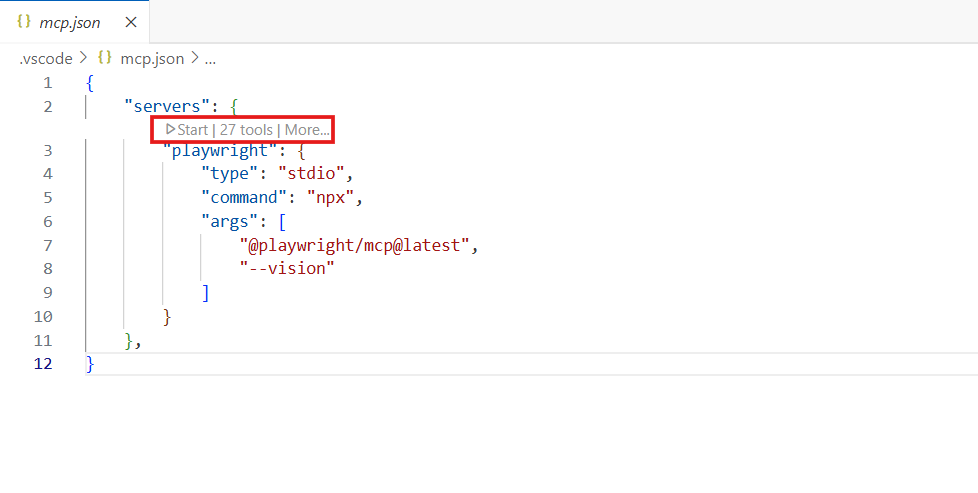 {} mcp.json ×
.vscode > {} mcp.json > ...
1 {
2     "servers": {
Start | 27 tools | More...
3         "playwright": {
4             "type": "stdio",
5             "command": "npx",
6             "args": [
7                 "@playwright/mcp@latest",
8                 "--vision"
9             ]
10         }
11     },
12 }